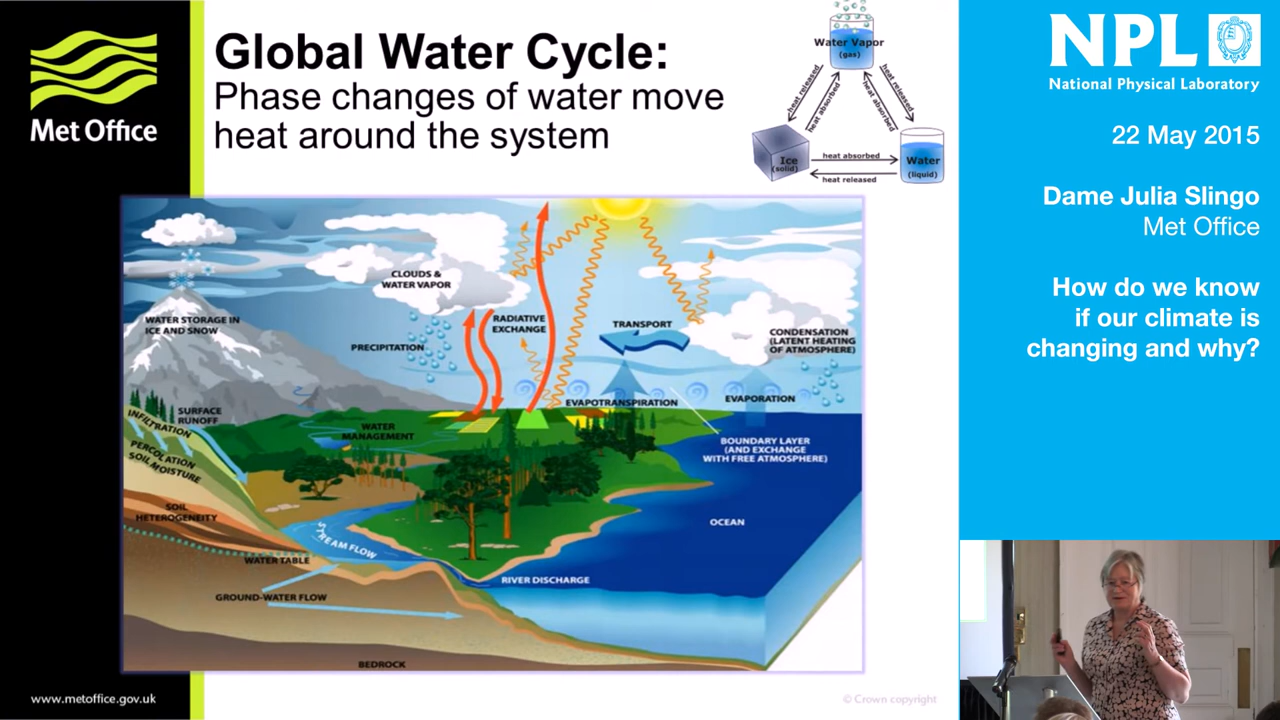 Met Office
Global Water Cycle:
Phase changes of water move
heat around the system
Water Vapor
(gas)
heat released
heat absorbed
heat absorbed
heat released
Ice
(solid)
heat absorbed
heat released
Water
(liquid)
CLOUDS &
WATER VAPOR
WATER STORAGE IN
ICE AND SNOW
PRECIPITATION
RADIATIVE
EXCHANGE
TRANSPORT
CONDENSATION
(LATENT HEATING
OF ATMOSPHERE)
SURFACE
RUNOFF
EVAPOTRANSPIRATION
EVAPORATION
INFILTRATION
WATER
MANAGEMENT
PERCOLATION
SOIL MOISTURE
BOUNDARY LAYER
(AND EXCHANGE
WITH FREE ATMOSPHERE)
SOIL
HETEROGENEITY
OCEAN
STREAM FLOW
WATER TABLE
RIVER DISCHARGE
GROUND-WATER FLOW
BEDROCK
www.metoffice.gov.uk
© Crown copyright
NPL
National Physical Laboratory
22 May 2015
Dame Julia Slingo
Met Office
How do we know
if our climate is
changing and why?